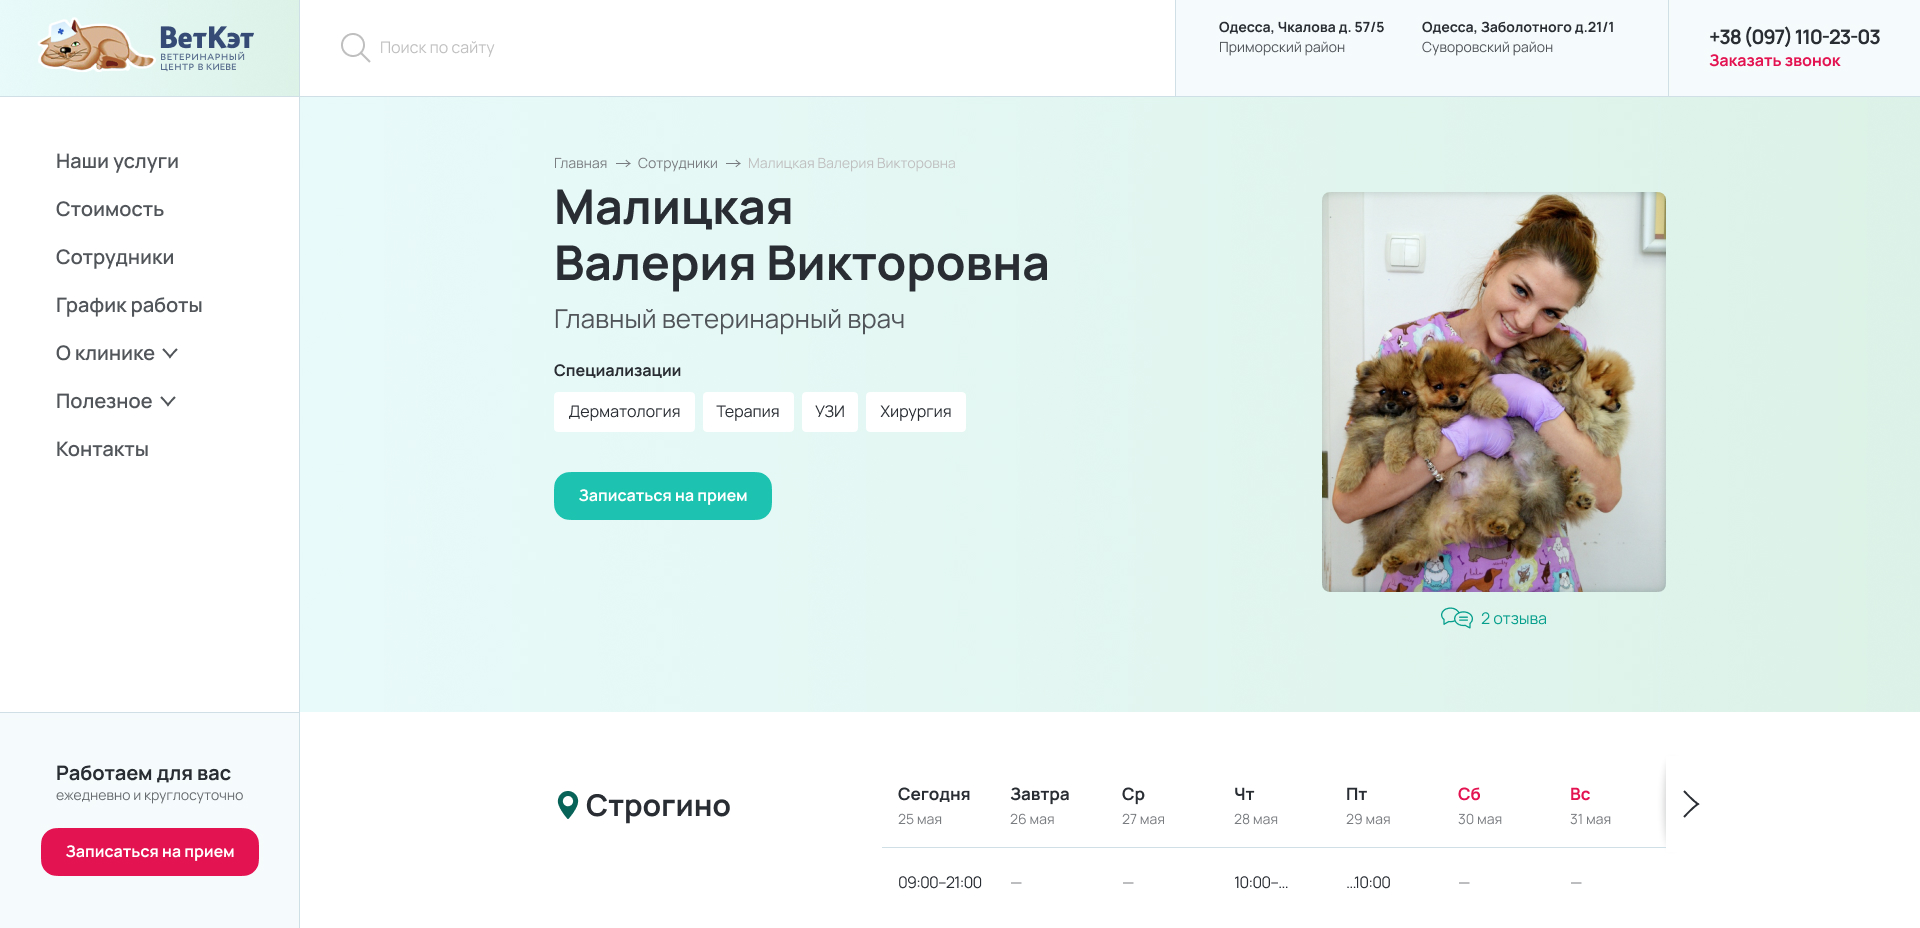 ВетКэт
ВЕТЕРИНАРНЫЙ
ЦЕНТР В КИЕВЕ
Поиск по сайту
Одесса, Чкалова д. 57/5
Приморский район
Одесса, Заболотного д.21/1
Суворовский район
+38 (097) 110-23-03
Заказать звонок
Наши услуги
Стоимость
Сотрудники
График работы
О клинике
Полезное
Контакты
Работаем для вас
ежедневно и круглосуточно
Записаться на прием
Главная → Сотрудники → Малицкая Валерия Викторовна
Малицкая
Валерия Викторовна
Главный ветеринарный врач
Специализации
Дерматология Терапия УЗИ Хирургия
Записаться на прием
2 отзыва
Строгино
Сегодня Завтра Ср Чт Пт Сб Вс
25 мая 26 мая 27 мая 28 мая 29 мая 30 мая 31 мая
09:00–21:00 — — 10:00–... ...10:00 — —